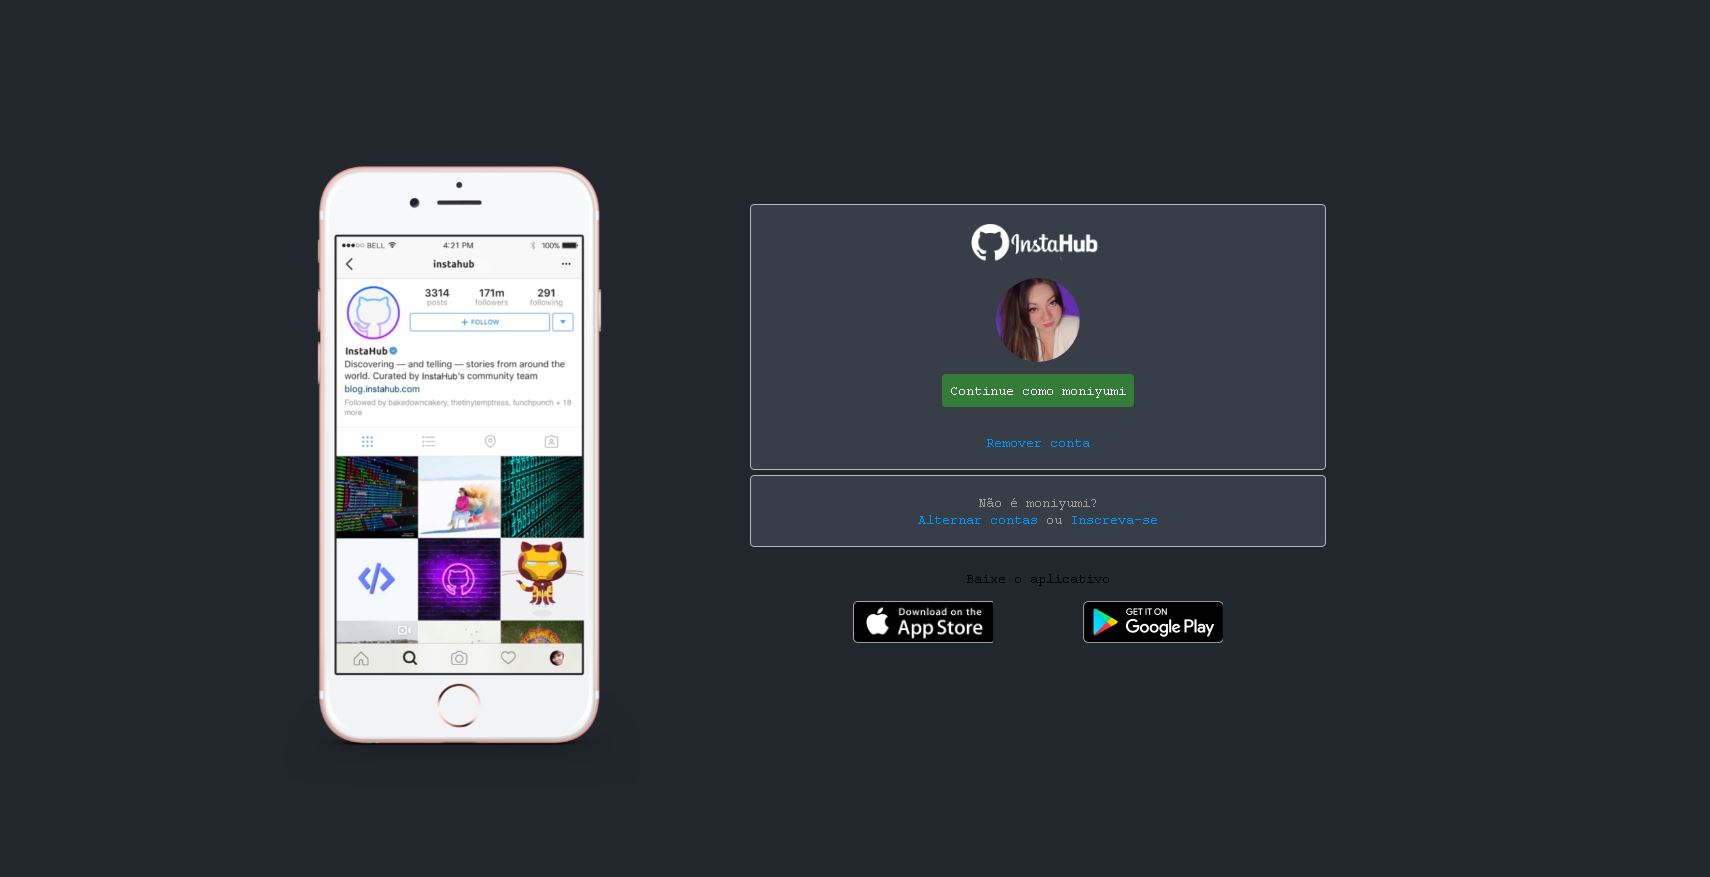 BELL
4:21 PM
100%
instahub
3314
171m
291
posts
followers
following
+ FOLLOW
InstaHub
Discovering — and telling — stories from around the
world. Curated by InstaHub's community team
blog.instahub.com
Followed by bakedowncakery, thetinytemptress, funchpunch + 18
more
InstaHub
Continue como moniyumi
Remover conta
Não é moniyumi?
Alternar contas ou Inscreva-se
Baixe o aplicativo
Download on the
App Store
GET IT ON
Google Play